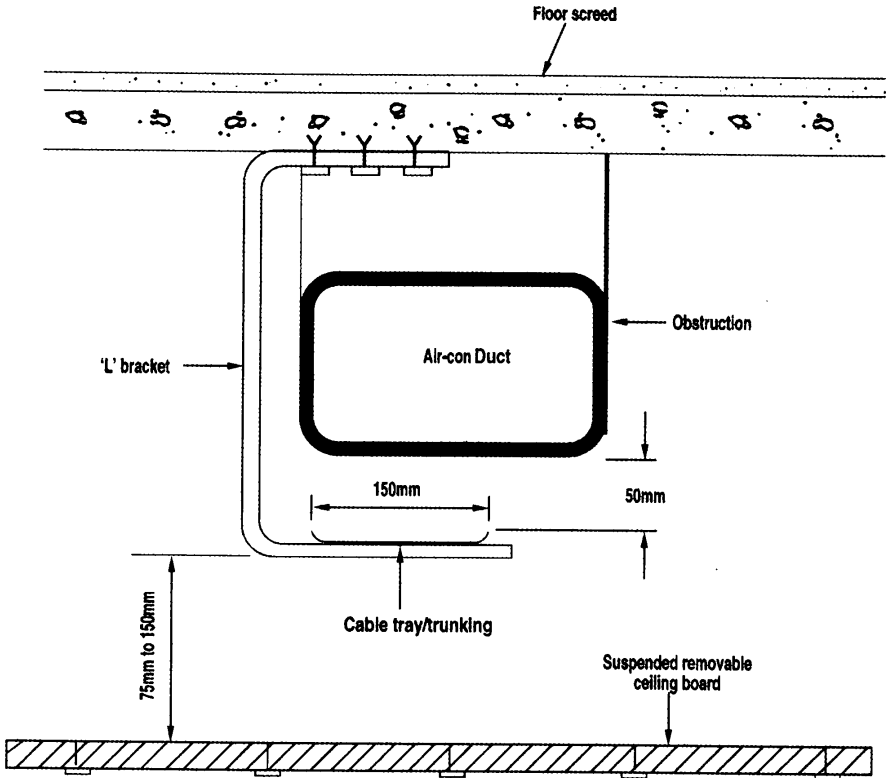 Floor screed
Obstruction
Air-con Duct
'L' bracket
150mm
50mm
Cable tray/trunking
75mm to 150mm
Suspended removable
ceiling board